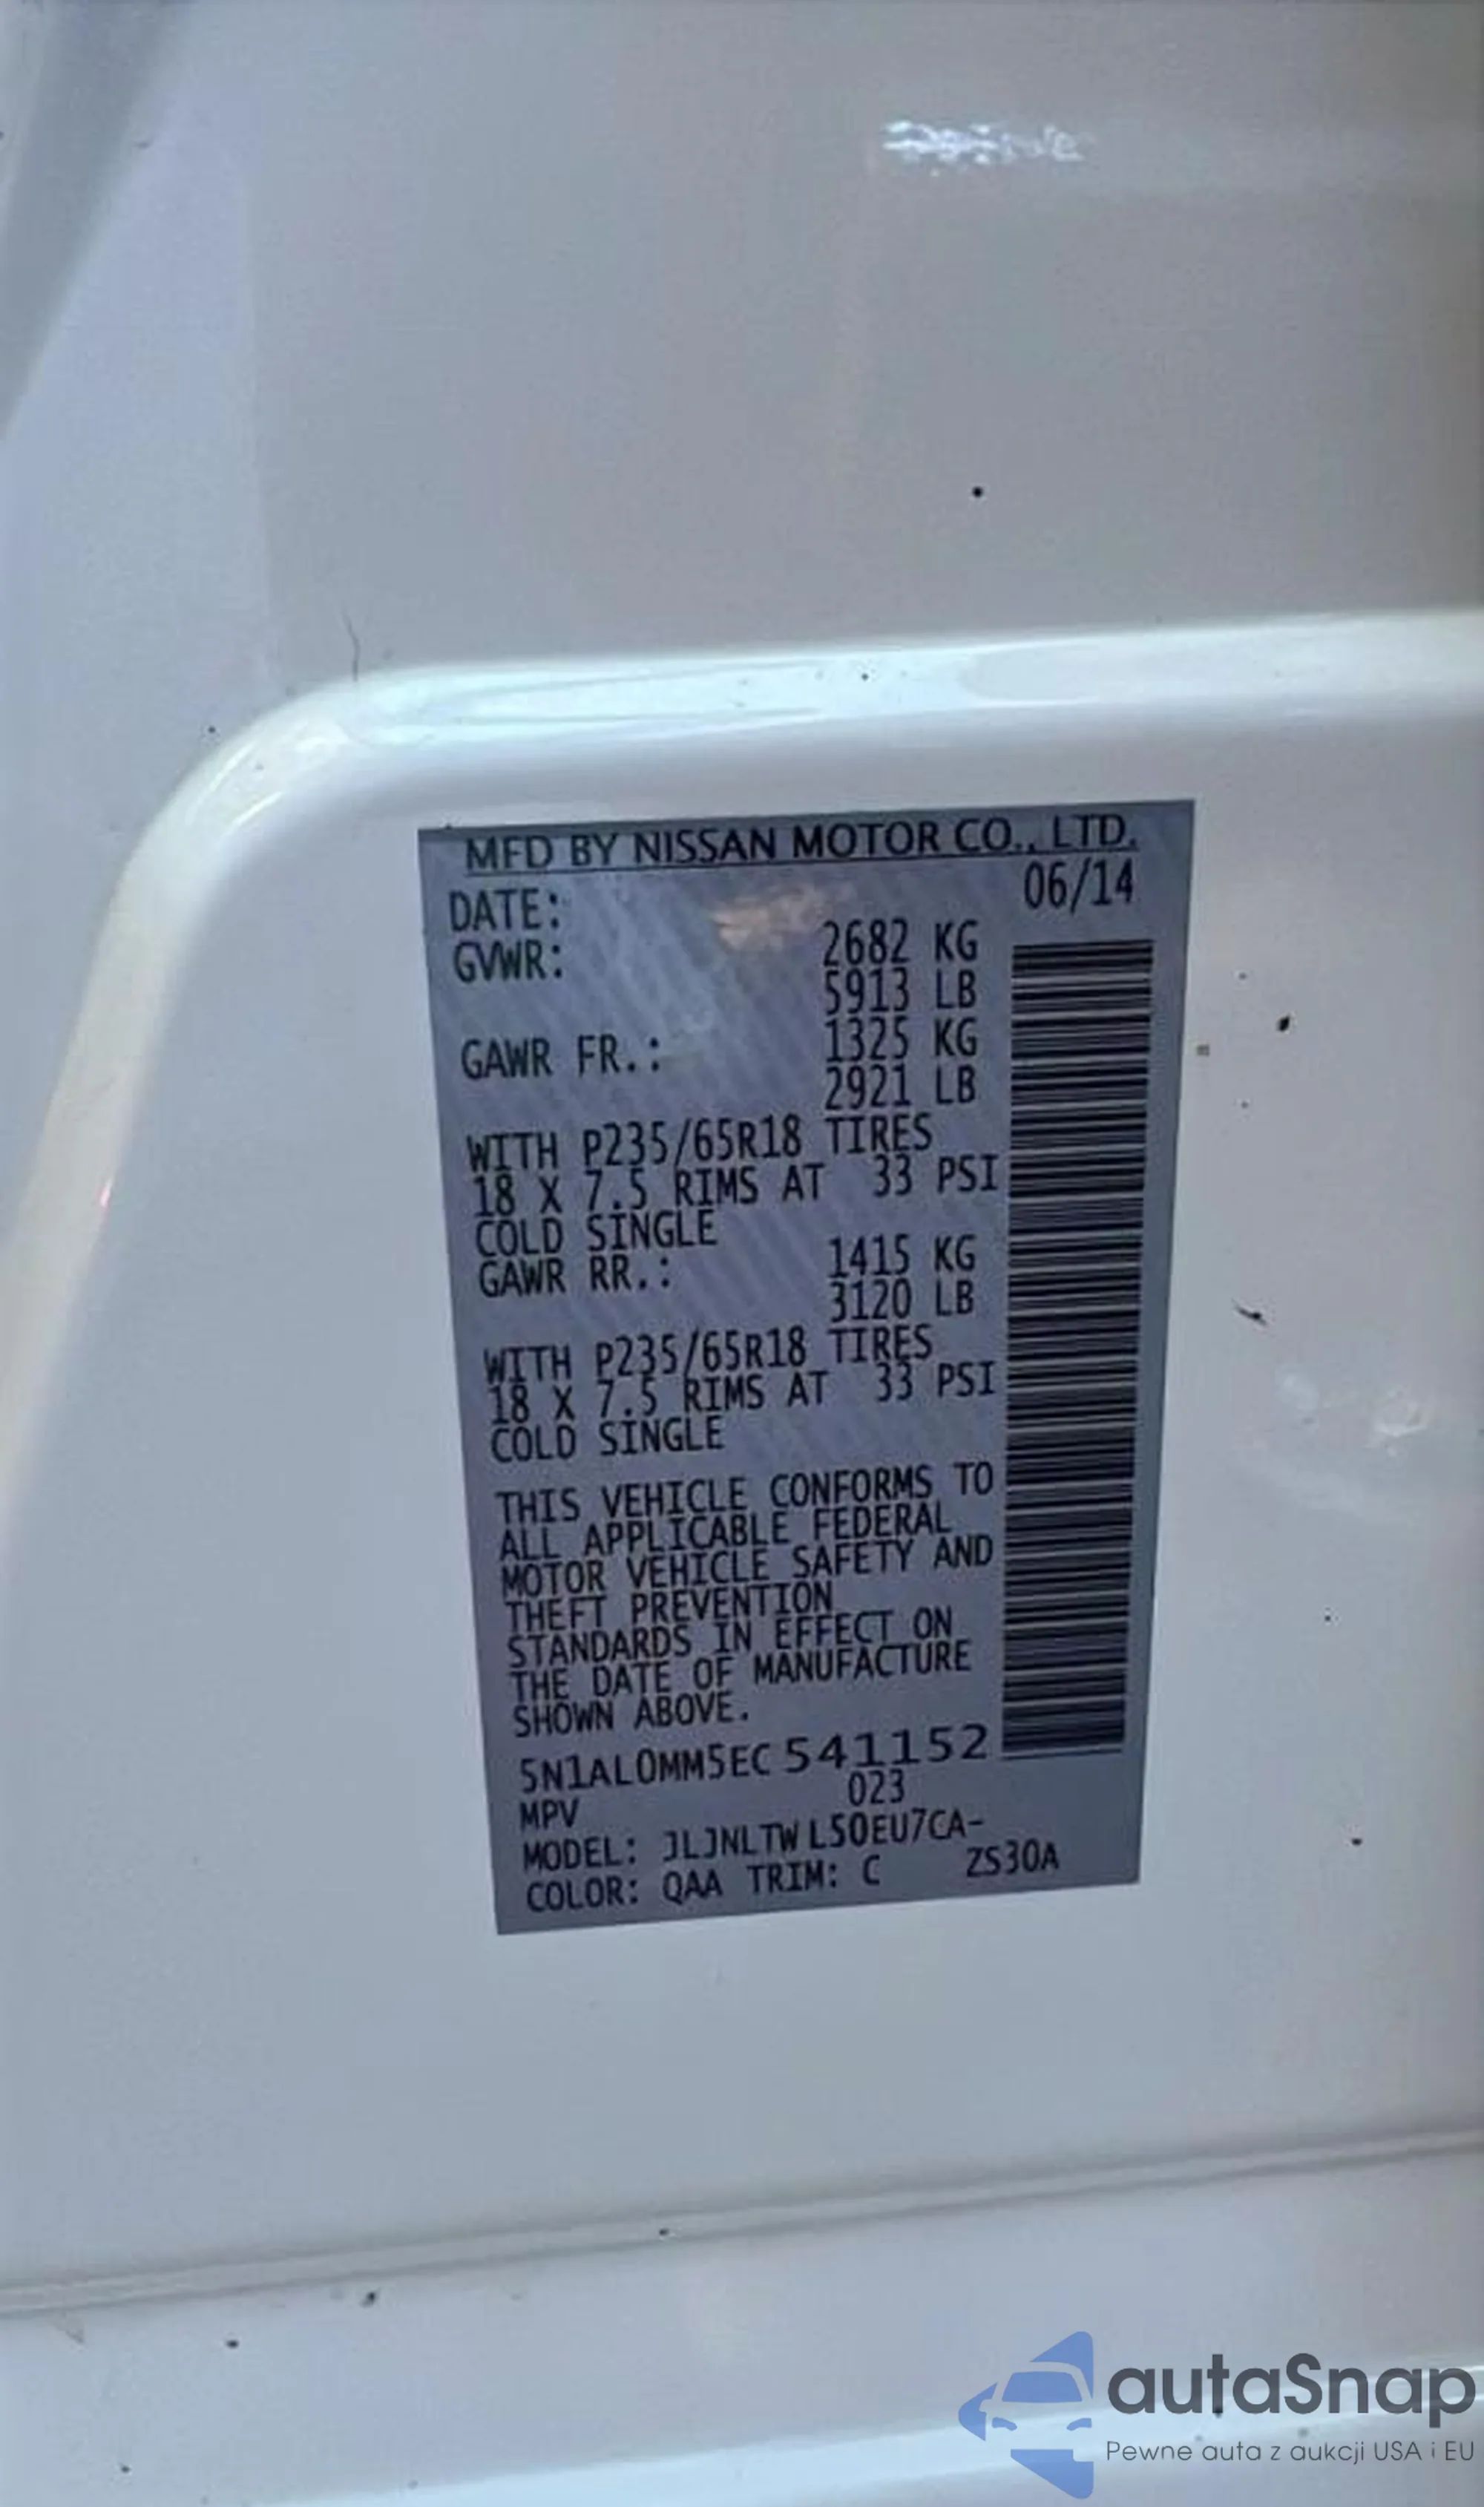 MFD BY NISSAN MOTOR CO., LTD.
DATE: 06/14
GVWR: 2682 KG
5913 LB
GAWR FR.: 1325 KG
2921 LB
WITH P235/65R18 TIRES
18 X 7.5 RIMS AT 33 PSI
COLD SINGLE
GAWR RR.: 1415 KG
3120 LB
WITH P235/65R18 TIRES
18 X 7.5 RIMS AT 33 PSI
COLD SINGLE
THIS VEHICLE CONFORMS TO
ALL APPLICABLE FEDERAL
MOTOR VEHICLE SAFETY AND
THEFT PREVENTION
STANDARDS IN EFFECT ON
THE DATE OF MANUFACTURE
SHOWN ABOVE.
5N1AL0MM5EC 541152
MPV 023
MODEL: JLJNLTW L50EU7CA-
COLOR: QAA TRIM: C ZS30A
autaSnap
Pewne auta z aukcji USA i EU